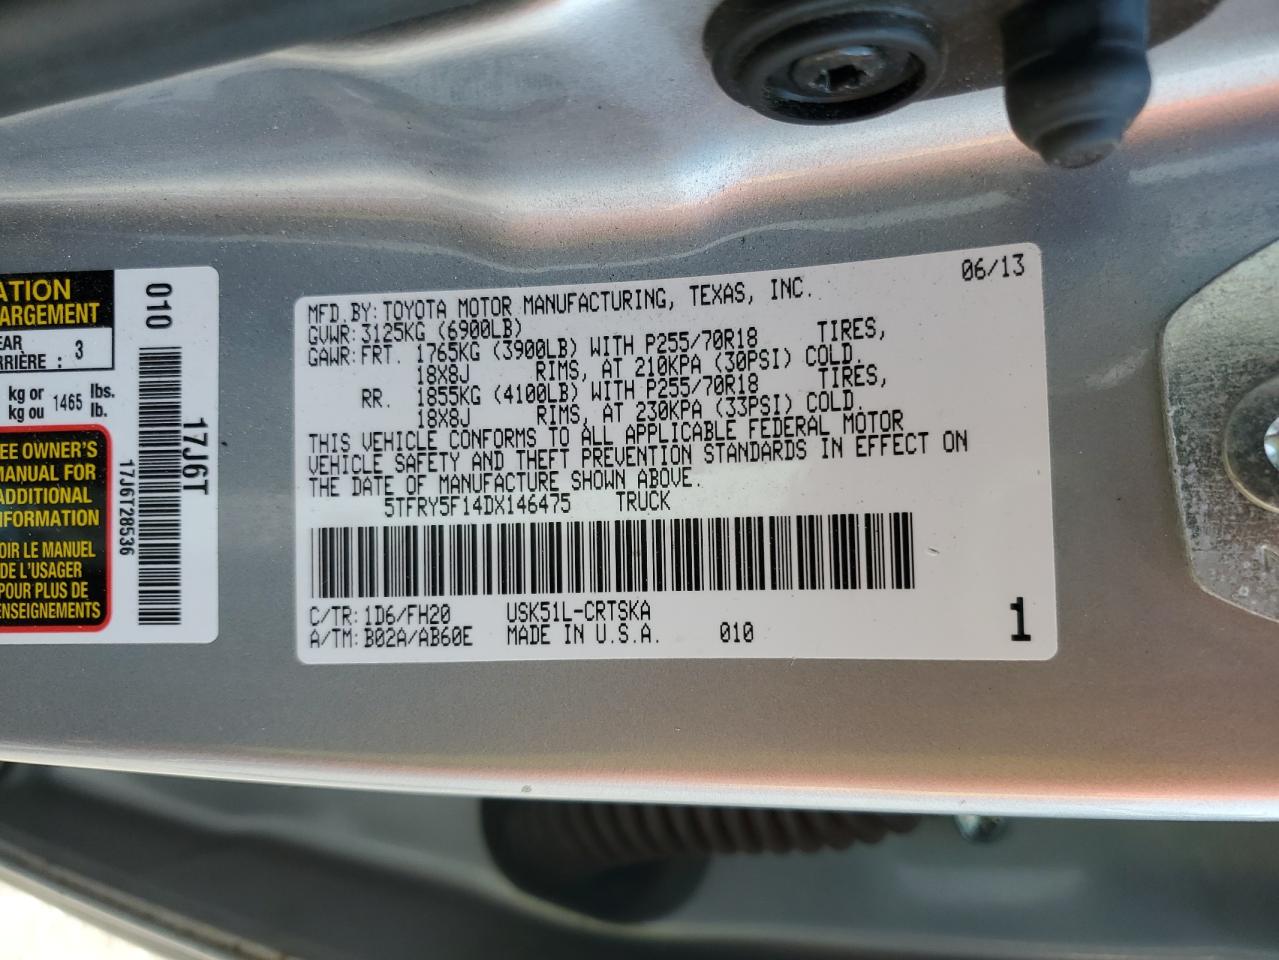 ATION
ARGEMENT
EAR
RRIÈRE : 3
kg or 1465 lbs.
kg ou lb.
EE OWNER'S
MANUAL FOR
ADDITIONAL
INFORMATION
OIR LE MANUEL
DE L'USAGER
POUR PLUS DE
ENSEIGNEMENTS
010
17J6T
17J6T28536
06/13
MFD.BY:TOYOTA MOTOR MANUFACTURING, TEXAS, INC.
GVWR:3125KG (6900LB)
GAWR:FRT. 1765KG (3900LB) WITH P255/70R18 TIRES,
18X8J RIMS, AT 210KPA (30PSI) COLD.
RR. 1855KG (4100LB) WITH P255/70R18 TIRES,
18X8J RIMS, AT 230KPA (33PSI) COLD.
THIS VEHICLE CONFORMS TO ALL APPLICABLE FEDERAL MOTOR
VEHICLE SAFETY AND THEFT PREVENTION STANDARDS IN EFFECT ON
THE DATE OF MANUFACTURE SHOWN ABOVE.
5TFRY5F14DX146475 TRUCK
C/TR:1D6/FH20 USK51L-CRTSKA
A/TM:B02A/AB60E MADE IN U.S.A. 010
1